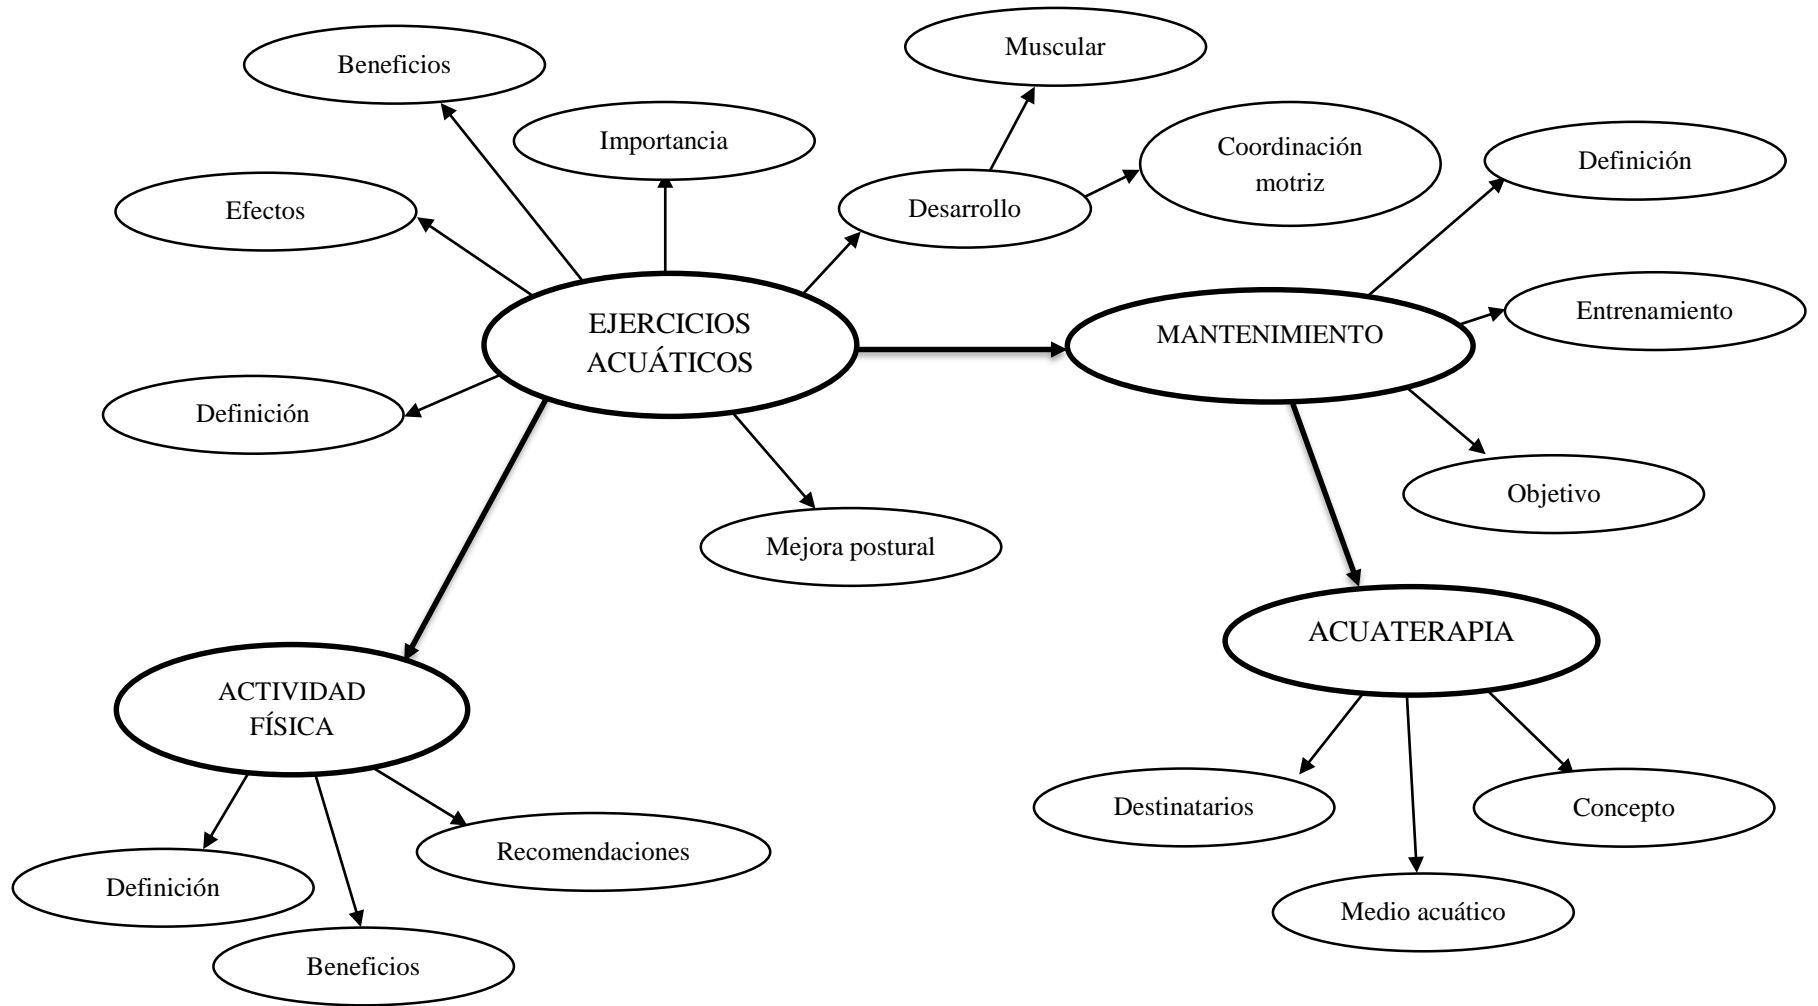 Muscular
Beneficios
Importancia
Coordinación
motriz
Definición
Efectos
Desarrollo
EJERCICIOS
ACUÁTICOS
MANTENIMIENTO
Entrenamiento
Definición
Objetivo
Mejora postural
ACUATERAPIA
ACTIVIDAD
FÍSICA
Destinatarios
Concepto
Recomendaciones
Definición
Medio acuático
Beneficios